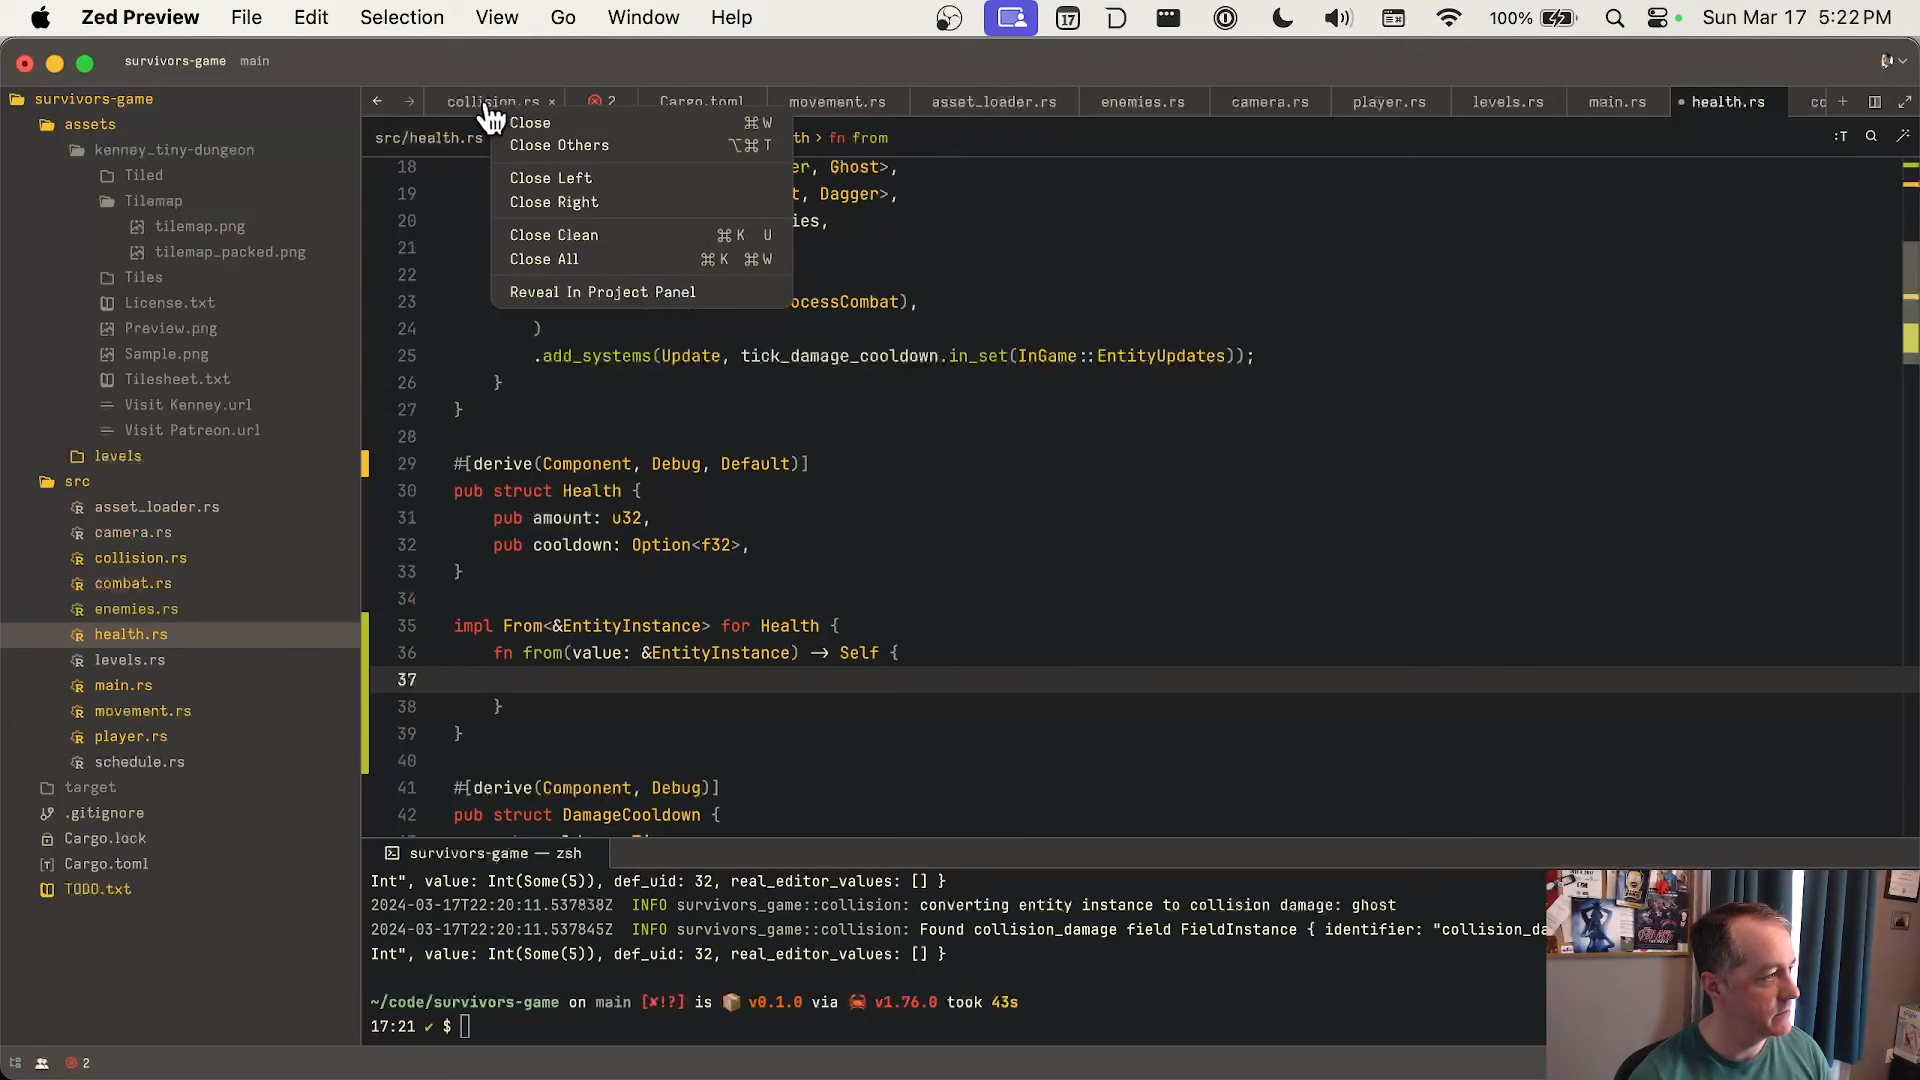 Zed Preview File Edit Selection View Go Window Help 17 100% Sun Mar 17 5:22 PM
survivors-game main
survivors-game
assets
kenney_tiny-dungeon
Tiled
Tilemap
tilemap.png
tilemap_packed.png
Tiles
License.txt
Preview.png
Sample.png
Tilesheet.txt
Visit Kenney.url
Visit Patreon.url
levels
src
asset_loader.rs
camera.rs
collision.rs
combat.rs
enemies.rs
health.rs
levels.rs
main.rs
movement.rs
player.rs
schedule.rs
target
.gitignore
Cargo.lock
Cargo.toml
TODO.txt
2
← → collision.rs × 2 Cargo.toml movement.rs asset_loader.rs enemies.rs camera.rs player.rs levels.rs main.rs health.rs co +
src/health.rs th › fn from :T
Close ⌘W
Close Others ⌥⌘T
Close Left
Close Right
Close Clean ⌘K U
Close All ⌘K ⌘W
Reveal In Project Panel
18 er, Ghost>,
19 t, Dagger>,
20 ies,
21
22
23 ocessCombat),
24 )
25 .add_systems(Update, tick_damage_cooldown.in_set(InGame::EntityUpdates));
26 }
27 }
28
29 #[derive(Component, Debug, Default)]
30 pub struct Health {
31 pub amount: u32,
32 pub cooldown: Option<f32>,
33 }
34
35 impl From<&EntityInstance> for Health {
36 fn from(value: &EntityInstance) → Self {
37
38 }
39 }
40
41 #[derive(Component, Debug)]
42 pub struct DamageCooldown {
survivors-game — zsh
Int", value: Int(Some(5)), def_uid: 32, real_editor_values: [] }
2024-03-17T22:20:11.537838Z INFO survivors_game::collision: converting entity instance to collision damage: ghost
2024-03-17T22:20:11.537845Z INFO survivors_game::collision: Found collision_damage field FieldInstance { identifier: "collision_da
Int", value: Int(Some(5)), def_uid: 32, real_editor_values: [] }
~/code/survivors-game on main [✘!?] is 📦 v0.1.0 via 🦀 v1.76.0 took 43s
17:21 ✔ $